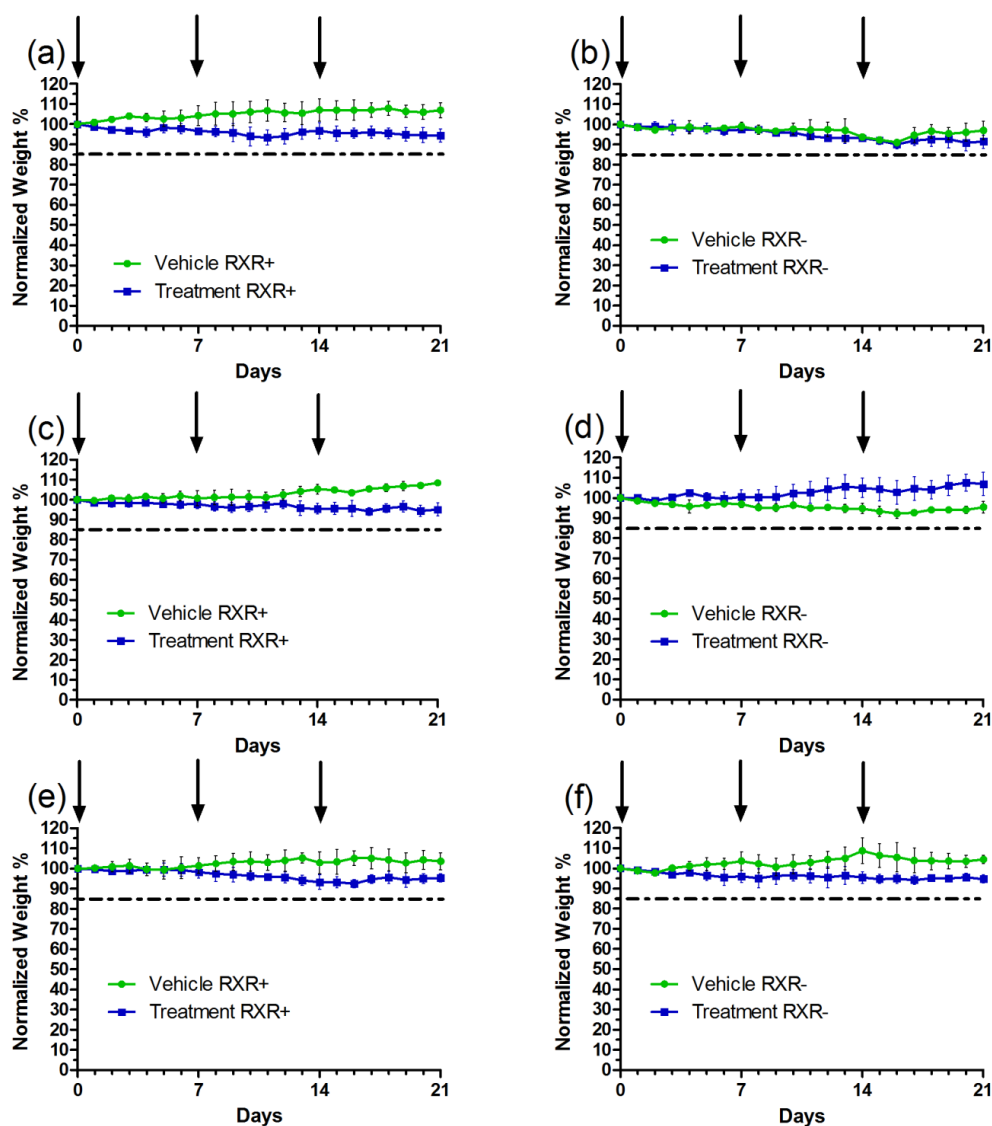 (a)
Normalized Weight %
120
110
100
90
80
70
60
50
40
30
20
10
0
Vehicle RXR+
Treatment RXR+
0 7 14 21
Days
(b)
Normalized Weight %
120
110
100
90
80
70
60
50
40
30
20
10
0
Vehicle RXR-
Treatment RXR-
0 7 14 21
Days
(c)
Normalized Weight %
120
110
100
90
80
70
60
50
40
30
20
10
0
Vehicle RXR+
Treatment RXR+
0 7 14 21
Days
(d)
Normalized Weight %
120
110
100
90
80
70
60
50
40
30
20
10
0
Vehicle RXR-
Treatment RXR-
0 7 14 21
Days
(e)
Normalized Weight %
120
110
100
90
80
70
60
50
40
30
20
10
0
Vehicle RXR+
Treatment RXR+
0 7 14 21
Days
(f)
Normalized Weight %
120
110
100
90
80
70
60
50
40
30
20
10
0
Vehicle RXR-
Treatment RXR-
0 7 14 21
Days